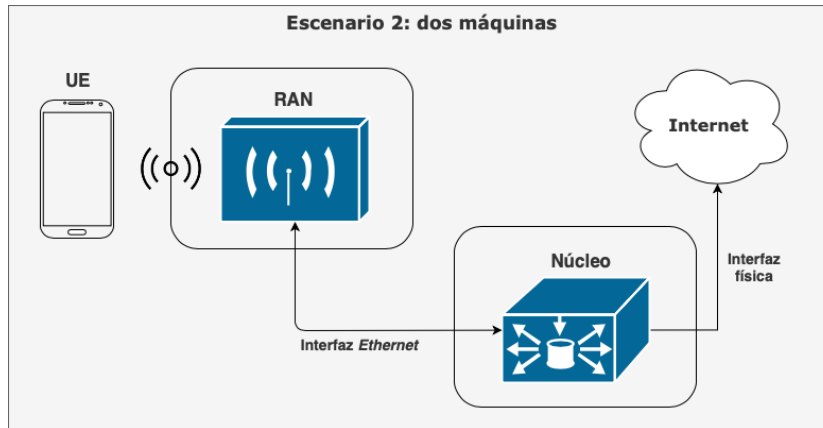 Escenario 2: dos máquinas
UE
RAN
Internet
Núcleo
Interfaz
física
Interfaz Ethernet